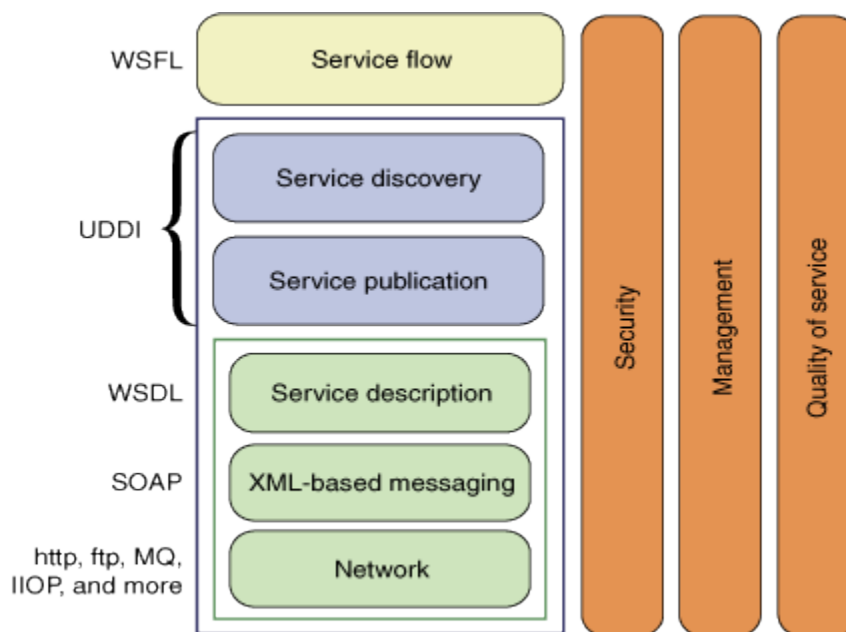 WSFL
Service flow
UDDI
Service discovery
Service publication
WSDL
Service description
SOAP
XML-based messaging
http, ftp, MQ,
IIOP, and more
Network
Security
Management
Quality of service